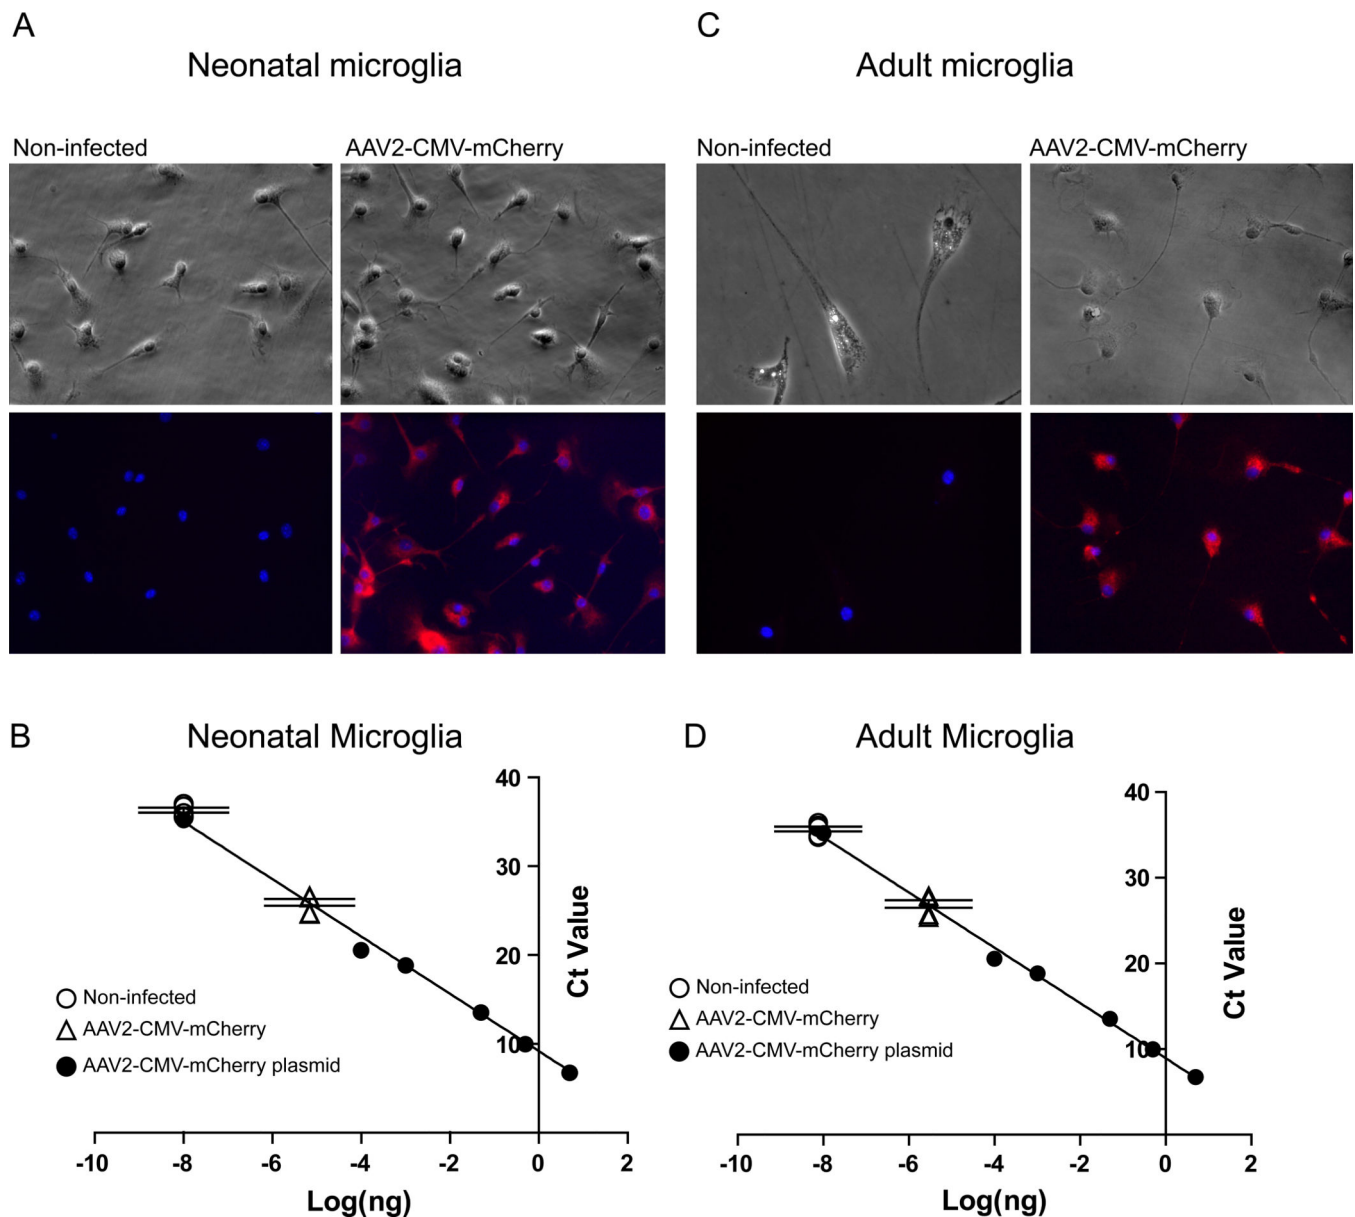 A
Neonatal microglia
Non-infected
AAV2-CMV-mCherry
C
Adult microglia
Non-infected
AAV2-CMV-mCherry
B
Neonatal Microglia
40
30
20
10
Ct Value
Non-infected
AAV2-CMV-mCherry
AAV2-CMV-mCherry plasmid
-10 -8 -6 -4 -2 0 2
Log(ng)
D
Adult Microglia
40
30
20
10
Ct Value
Non-infected
AAV2-CMV-mCherry
AAV2-CMV-mCherry plasmid
-10 -8 -6 -4 -2 0 2
Log(ng)